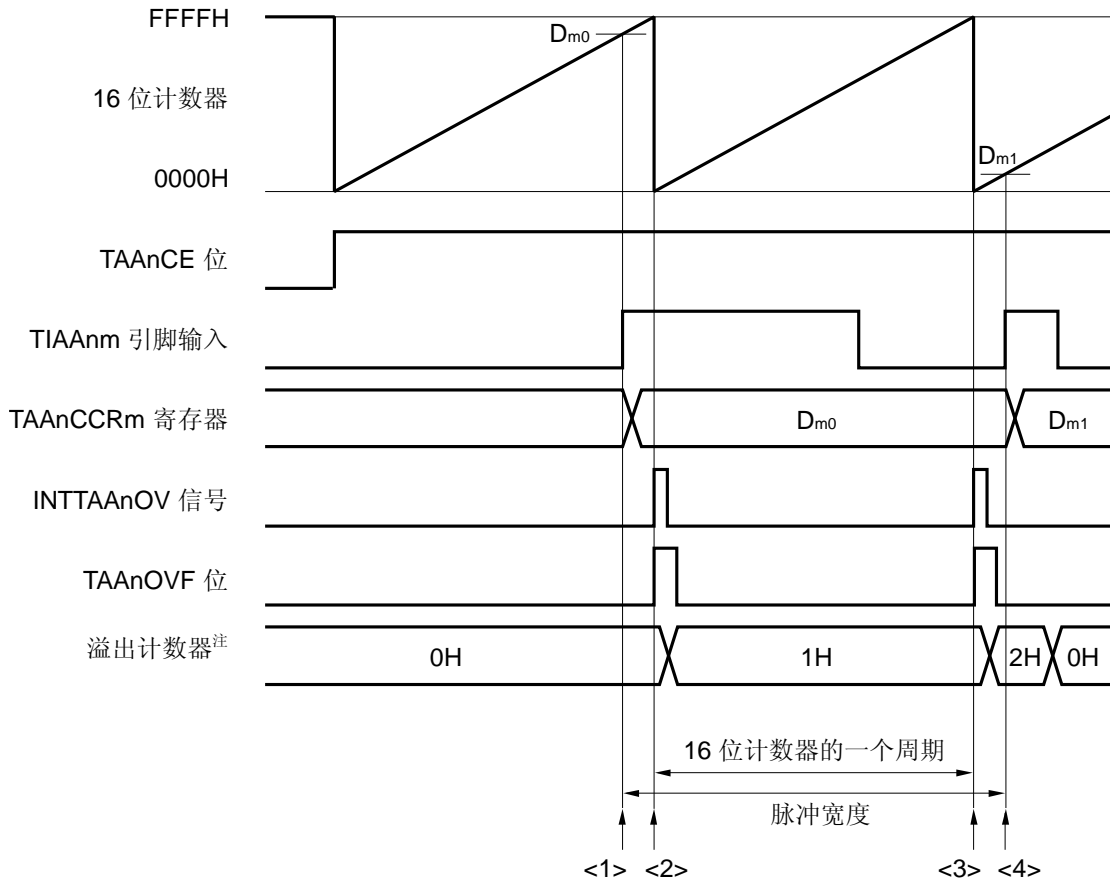 FFFFH
Dm0
16 位计数器
Dm1
0000H
TAAnCE 位
TIAAnm 引脚输入
TAAnCCRm 寄存器
Dm0
Dm1
INTTAAnOV 信号
TAAnOVF 位
溢出计数器注
0H
1H
2H
0H
16 位计数器的一个周期
脉冲宽度
<1> <2> <3> <4>